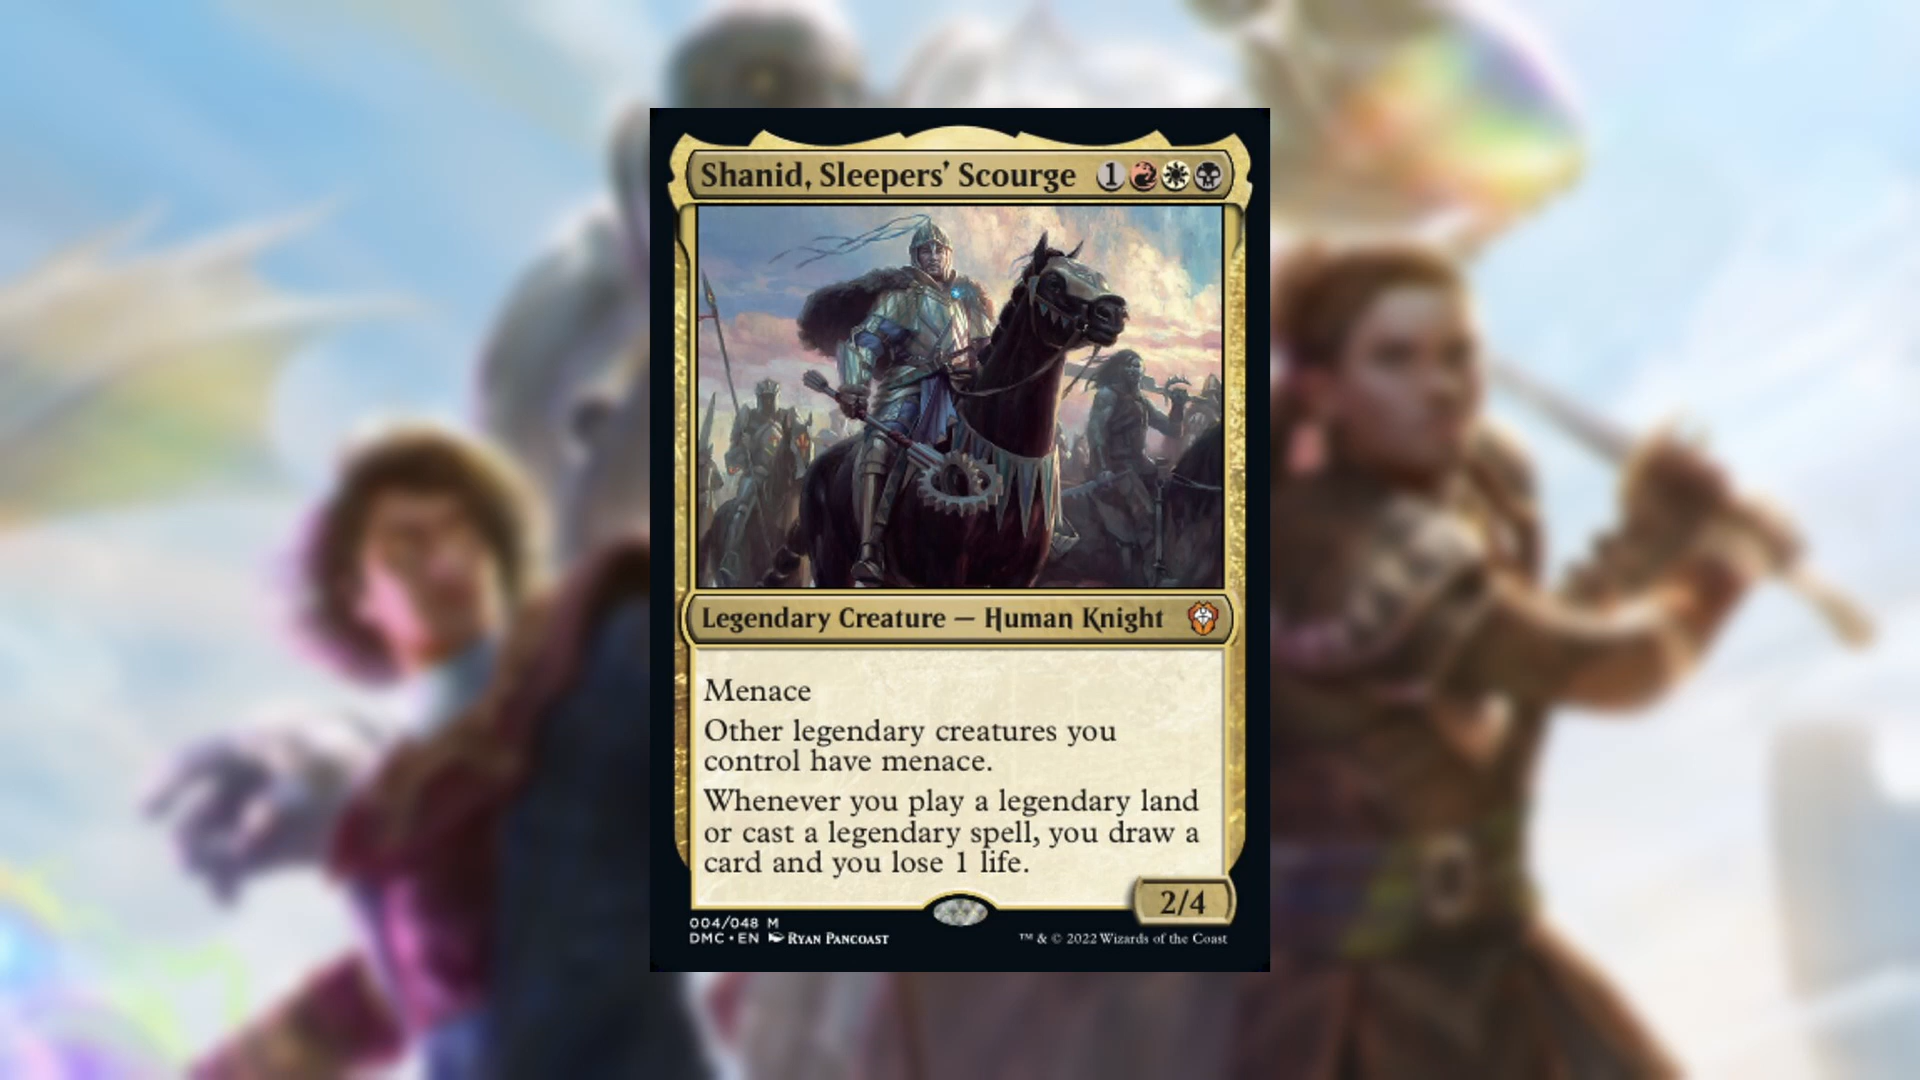 Shanid, Sleepers' Scourge 1
Legendary Creature — Human Knight
Menace
Other legendary creatures you
control have menace.
Whenever you play a legendary land
or cast a legendary spell, you draw a
card and you lose 1 life.
2/4
004/048 M
DMC • EN Ryan Pancoast
™ & © 2022 Wizards of the Coast